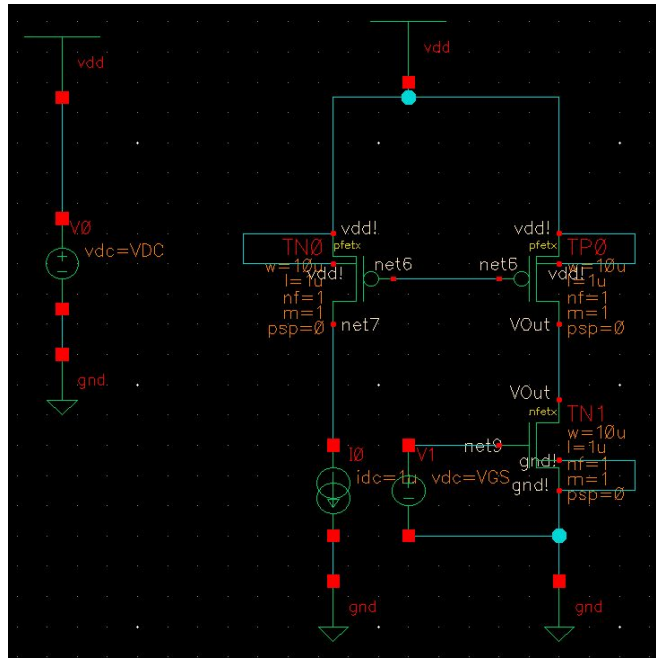 vdd
vdd
V0
vdc=VDC
gnd
vdd!
pfetx
TN0
w=10u
vdd!
l=1u
nf=1
m=1
psp=0
net6
net7
vdd!
pfetx
TP0
net6
w=10u
vdd!
l=1u
nf=1
m=1
psp=0
VOut
VOut
nfetx
TN1
net9
w=10u
l=1u
gnd!
nf=1
gnd!
m=1
psp=0
I0
idc=1u
V1
vdc=VGS
gnd
gnd